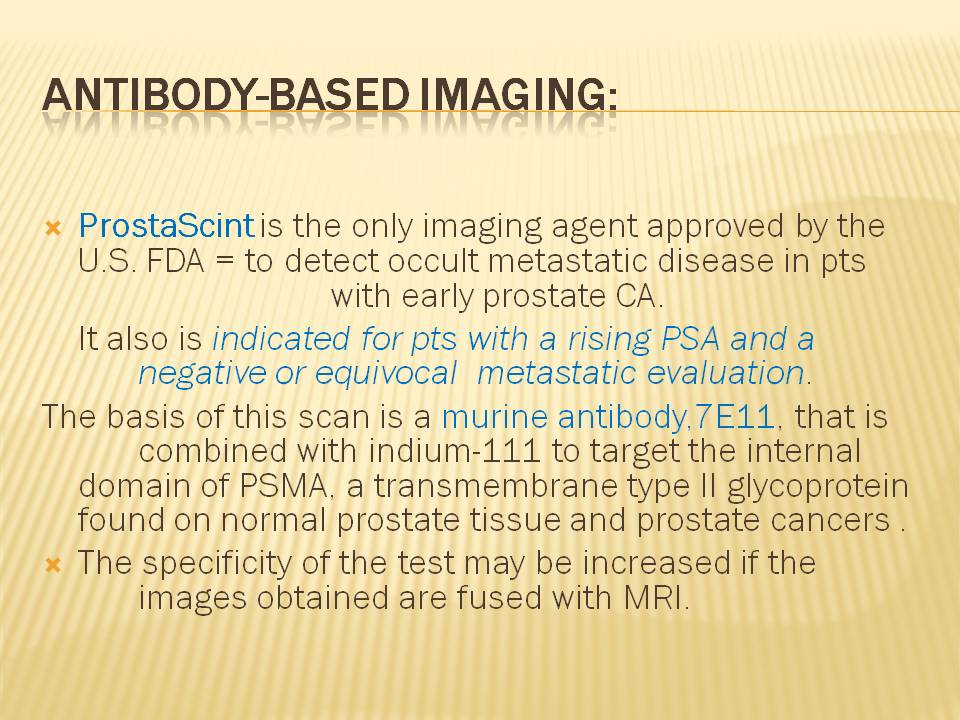 ANTIBODY-BASED IMAGING:
ProstaScint is the only imaging agent approved by the
U.S. FDA = to detect occult metastatic disease in pts
with early prostate CA.
It also is indicated for pts with a rising PSA and a
negative or equivocal metastatic evaluation.
The basis of this scan is a murine antibody,7E11, that is
combined with indium-111 to target the internal
domain of PSMA, a transmembrane type II glycoprotein
found on normal prostate tissue and prostate cancers .
The specificity of the test may be increased if the
images obtained are fused with MRI.